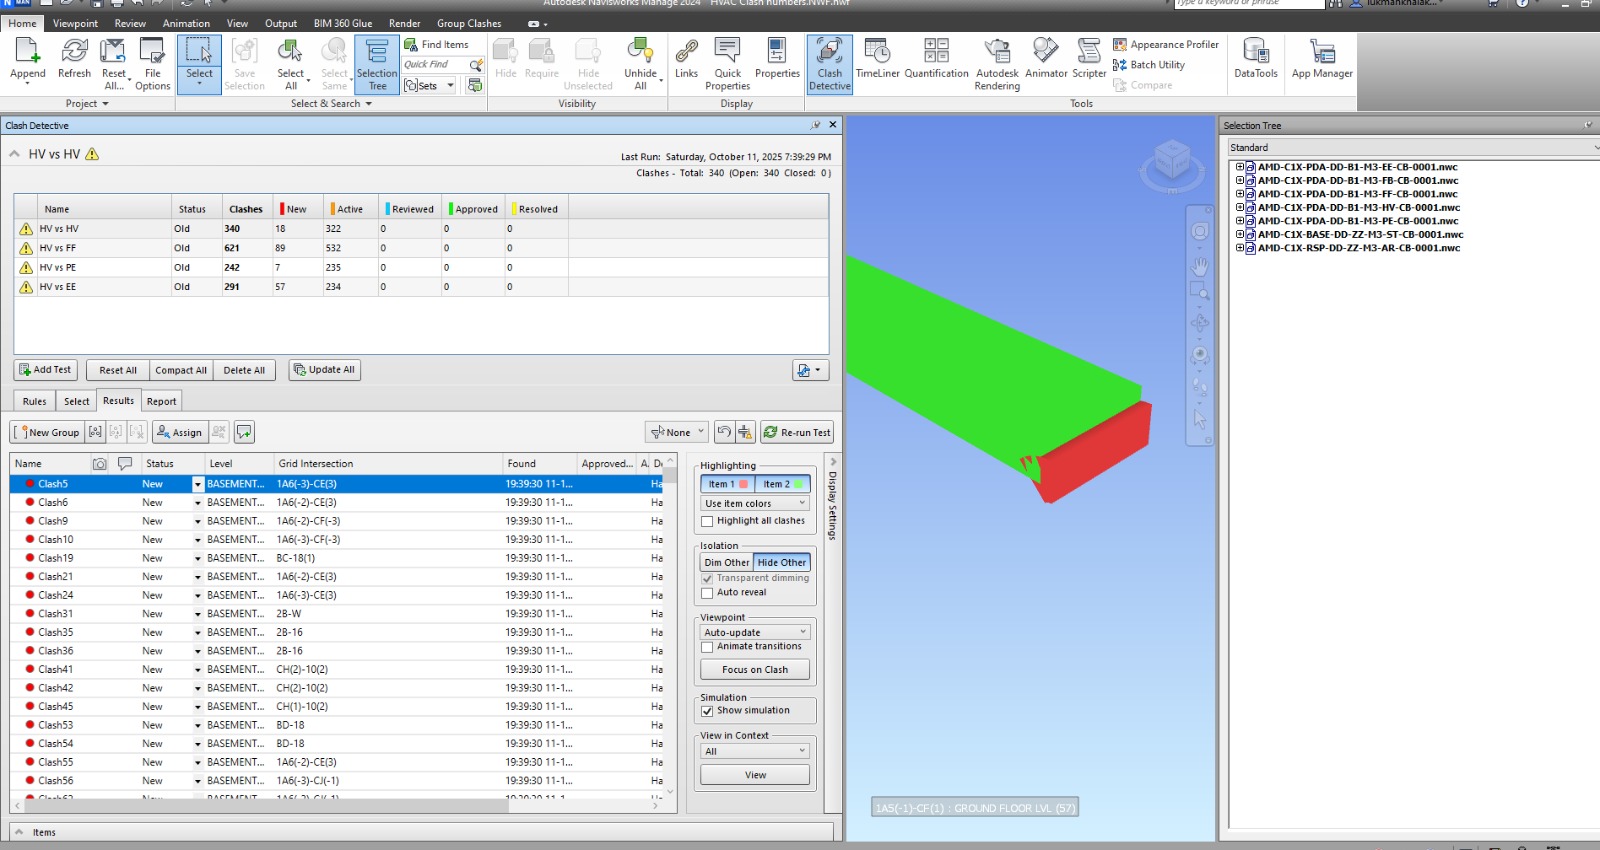 Autodesk Navisworks Manage 2024 HVAC Clash numbers.NWF.nwf
Type a keyword or phrase
lukmankhalak...
Home Viewpoint Review Animation View Output BIM 360 Glue Render Group Clashes
Append
Refresh
Reset All...
File Options
Project
Select
Save Selection
Select All
Select Same
Selection Tree
Find Items
Quick Find
Sets
Select & Search
Hide
Require
Hide Unselected
Unhide All
Visibility
Links
Quick Properties
Properties
Display
Clash Detective
TimeLiner
Quantification
Autodesk Rendering
Animator
Scripter
Appearance Profiler
Batch Utility
Compare
Tools
DataTools
App Manager
Clash Detective
HV vs HV
Last Run: Saturday, October 11, 2025 7:39:29 PM
Clashes - Total: 340 (Open: 340 Closed: 0 )
Name Status Clashes New Active Reviewed Approved Resolved
HV vs HV Old 340 18 322 0 0 0
HV vs FF Old 621 89 532 0 0 0
HV vs PE Old 242 7 235 0 0 0
HV vs EE Old 291 57 234 0 0 0
Add Test Reset All Compact All Delete All Update All
Rules Select Results Report
New Group Assign None Re-run Test
Name Status Level Grid Intersection Found Approved... A. D
Clash5 New BASEMENT... 1A6(-3)-CE(3) 19:39:30 11-1... Ha
Clash6 New BASEMENT... 1A6(-2)-CE(3) 19:39:30 11-1... Ha
Clash9 New BASEMENT... 1A6(-2)-CF(-3) 19:39:30 11-1... Ha
Clash10 New BASEMENT... 1A6(-3)-CF(-3) 19:39:30 11-1... Ha
Clash19 New BASEMENT... BC-18(1) 19:39:30 11-1... Ha
Clash21 New BASEMENT... 1A6(-2)-CE(3) 19:39:30 11-1... Ha
Clash24 New BASEMENT... 1A6(-3)-CE(3) 19:39:30 11-1... Ha
Clash31 New BASEMENT... 2B-W 19:39:30 11-1... Ha
Clash35 New BASEMENT... 2B-16 19:39:30 11-1... Ha
Clash36 New BASEMENT... 2B-16 19:39:30 11-1... Ha
Clash41 New BASEMENT... CH(2)-10(2) 19:39:30 11-1... Ha
Clash42 New BASEMENT... CH(2)-10(2) 19:39:30 11-1... Ha
Clash45 New BASEMENT... CH(1)-10(2) 19:39:30 11-1... Ha
Clash53 New BASEMENT... BD-18 19:39:30 11-1... Ha
Clash54 New BASEMENT... BD-18 19:39:30 11-1... Ha
Clash55 New BASEMENT... 1A6(-2)-CE(3) 19:39:30 11-1... Ha
Clash56 New BASEMENT... 1A6(-3)-CJ(-1) 19:39:30 11-1... Ha
Highlighting
Item 1 Item 2
Use item colors
Highlight all clashes
Isolation
Dim Other Hide Other
Transparent dimming
Auto reveal
Viewpoint
Auto-update
Animate transitions
Focus on Clash
Simulation
Show simulation
View in Context
All
View
Display Settings
Items
1A5(-1)-CF(1) : GROUND FLOOR LVL (57)
Selection Tree
Standard
AMD-C1X-PDA-DD-B1-M3-EE-CB-0001.nwc
AMD-C1X-PDA-DD-B1-M3-FB-CB-0001.nwc
AMD-C1X-PDA-DD-B1-M3-FF-CB-0001.nwc
AMD-C1X-PDA-DD-B1-M3-HV-CB-0001.nwc
AMD-C1X-PDA-DD-B1-M3-PE-CB-0001.nwc
AMD-C1X-BASE-DD-ZZ-M3-ST-CB-0001.nwc
AMD-C1X-RSP-DD-ZZ-M3-AR-CB-0001.nwc